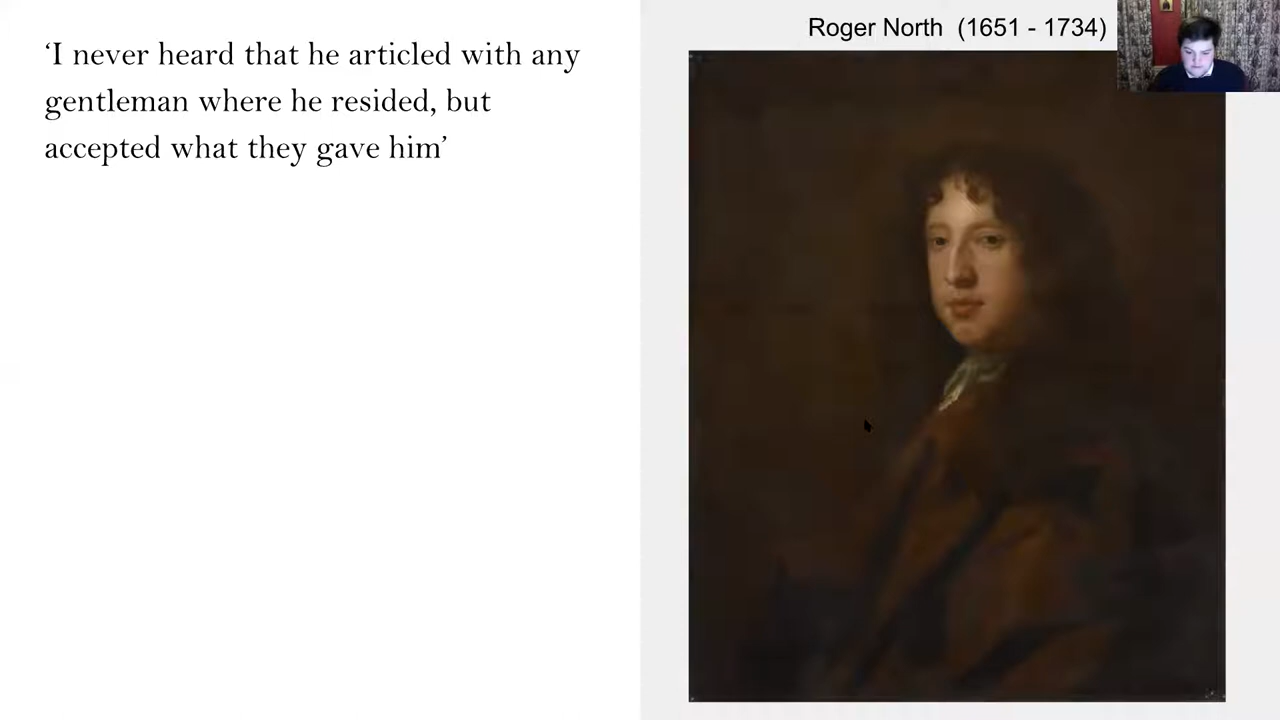 ‘I never heard that he articled with any
gentleman where he resided, but
accepted what they gave him’
Roger North (1651 - 1734)